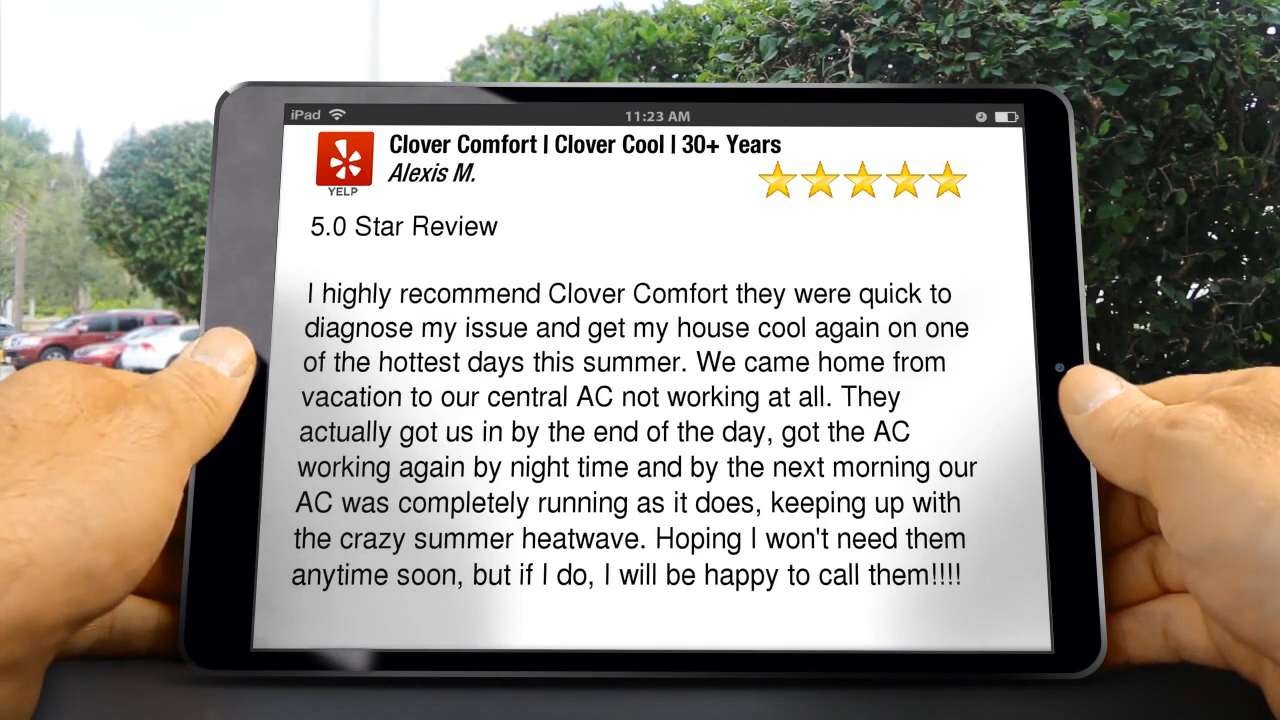 iPad 11:23 AM
Clover Comfort | Clover Cool | 30+ Years
Alexis M.
YELP
5.0 Star Review
I highly recommend Clover Comfort they were quick to
diagnose my issue and get my house cool again on one
of the hottest days this summer. We came home from
vacation to our central AC not working at all. They
actually got us in by the end of the day, got the AC
working again by night time and by the next morning our
AC was completely running as it does, keeping up with
the crazy summer heatwave. Hoping I won't need them
anytime soon, but if I do, I will be happy to call them!!!!